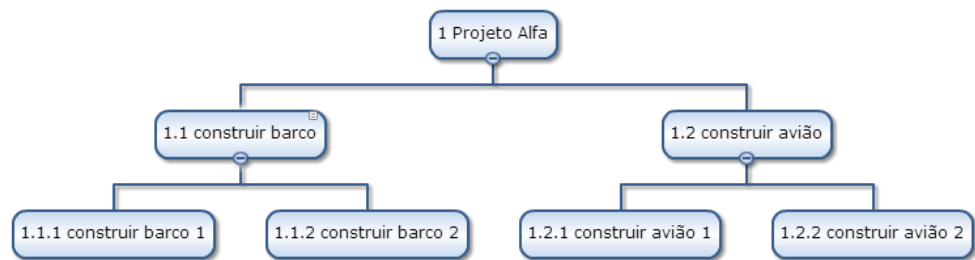 1 Projeto Alfa
1.1 construir barco
1.2 construir avião
1.1.1 construir barco 1
1.1.2 construir barco 2
1.2.1 construir avião 1
1.2.2 construir avião 2